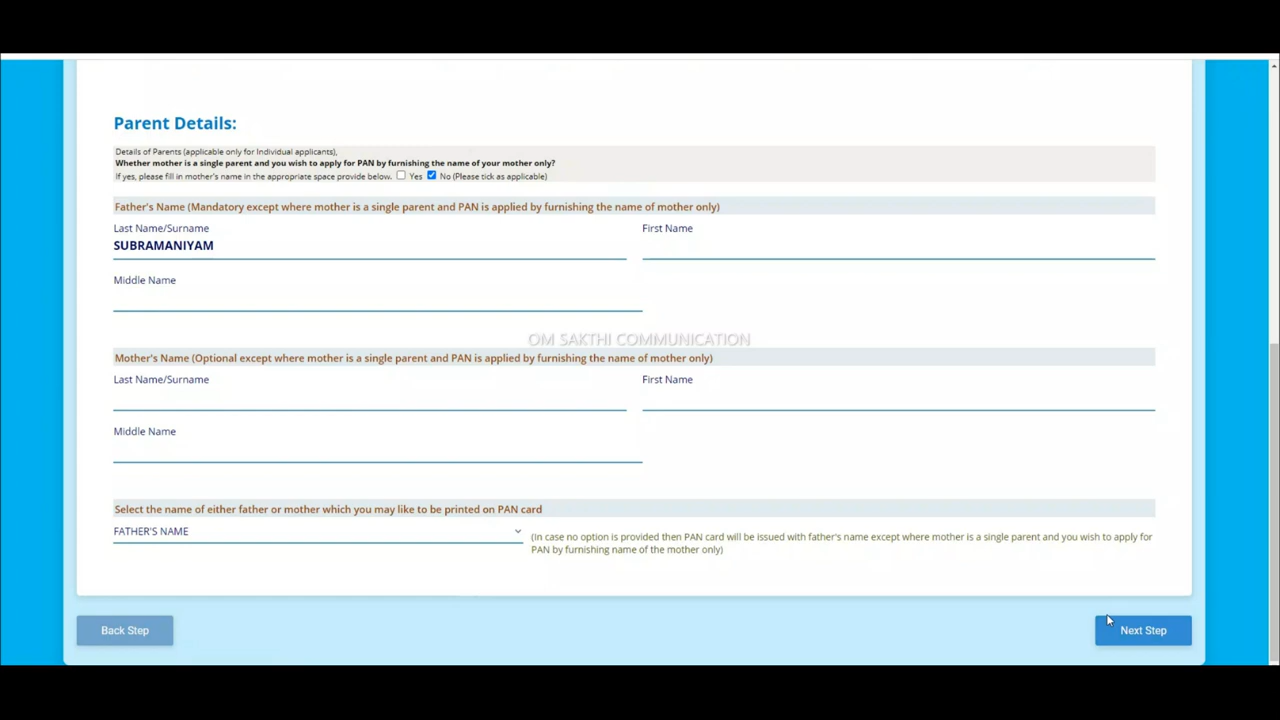 Parent Details:
Details of Parents (applicable only for Individual applicants),
Whether mother is a single parent and you wish to apply for PAN by furnishing the name of your mother only?
If yes, please fill in mother's name in the appropriate space provide below. Yes No (Please tick as applicable)
Father's Name (Mandatory except where mother is a single parent and PAN is applied by furnishing the name of mother only)
Last Name/Surname First Name
SUBRAMANIYAM
Middle Name
OM SAKTHI COMMUNICATION
Mother's Name (Optional except where mother is a single parent and PAN is applied by furnishing the name of mother only)
Last Name/Surname First Name
Middle Name
Select the name of either father or mother which you may like to be printed on PAN card
FATHER'S NAME
(In case no option is provided then PAN card will be issued with father's name except where mother is a single parent and you wish to apply for
PAN by furnishing name of the mother only)
Back Step Next Step